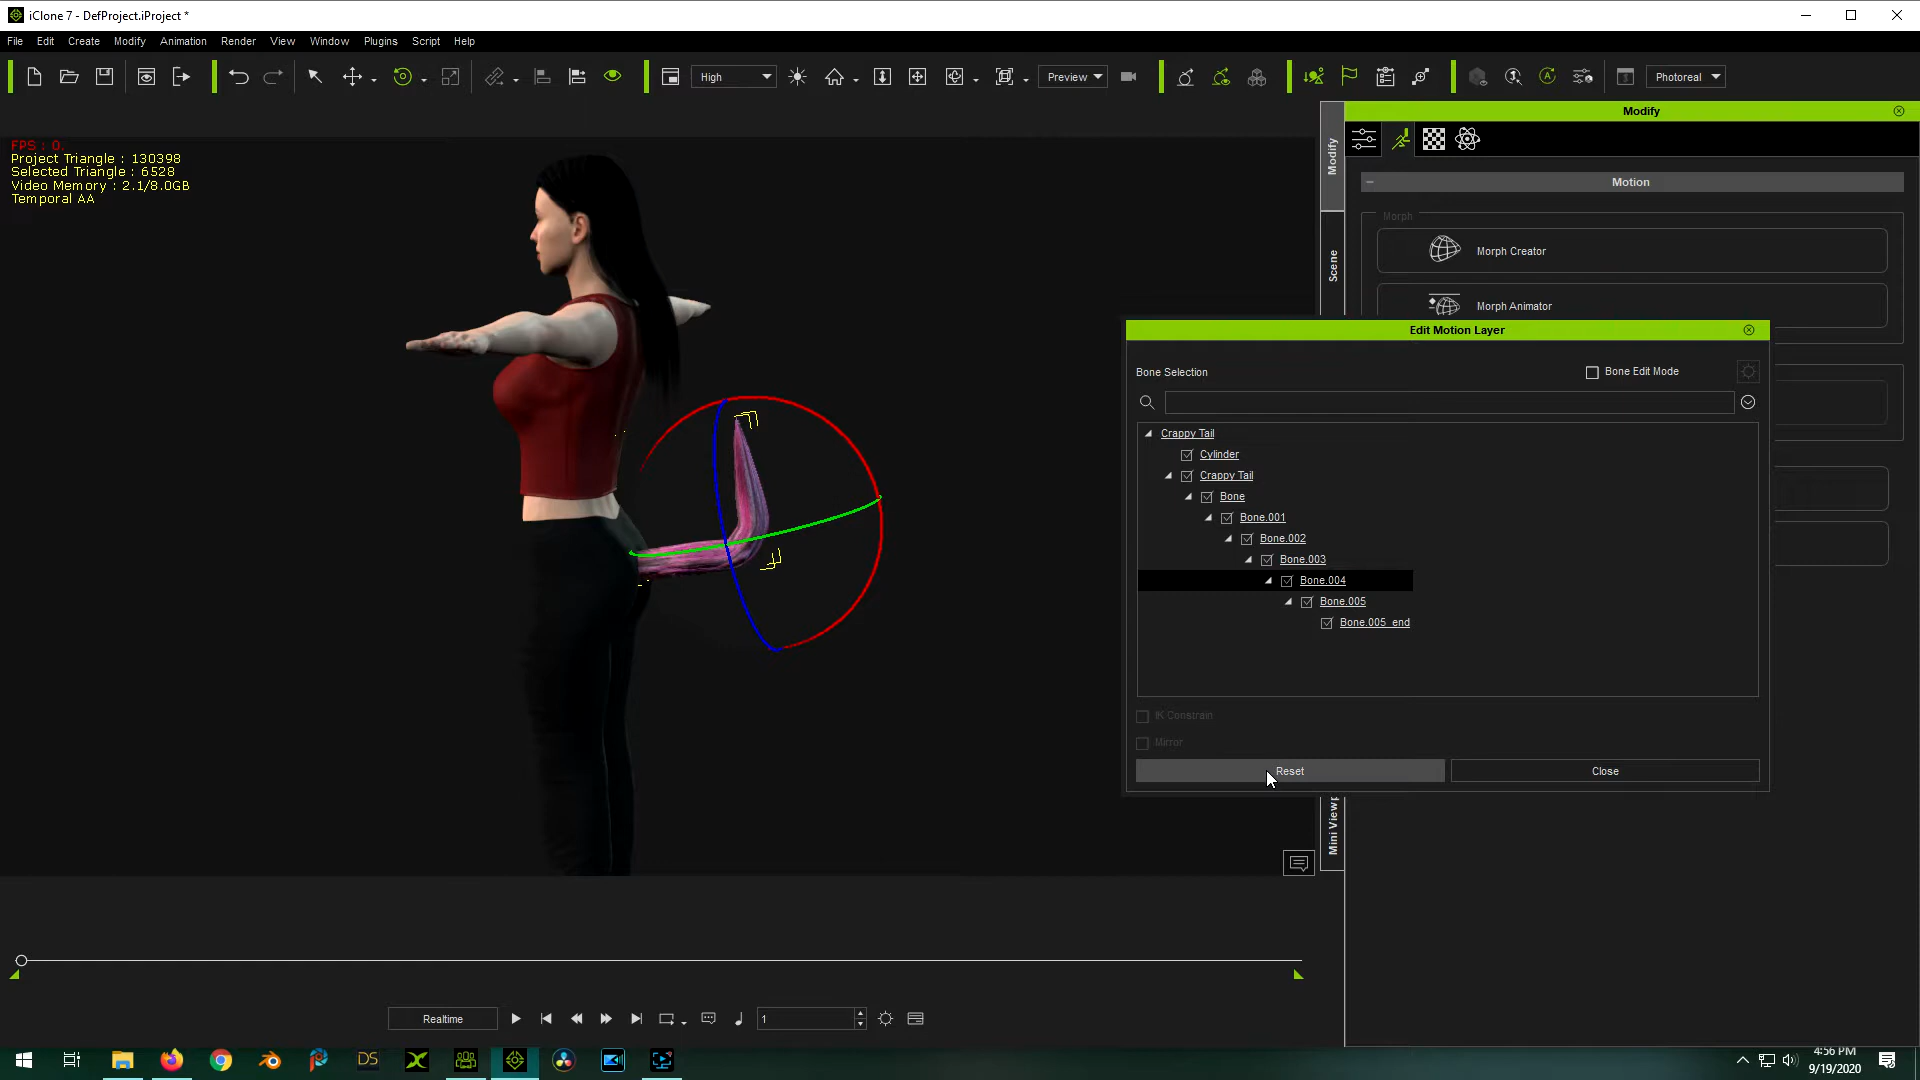 iClone 7 - DefProject.iProject *
File Edit Create Modify Animation Render View Window Plugins Script Help
High
Preview
Photoreal
FPS : 0.
Project Triangle : 130398
Selected Triangle : 6528
Video Memory : 2.1/8.0GB
Temporal AA
Modify
Modify
Scene
Motion
Morph
Morph Creator
Morph Animator
Edit Motion Layer
Bone Selection
Bone Edit Mode
Crappy Tail
Cylinder
Crappy Tail
Bone
Bone.001
Bone.002
Bone.003
Bone.004
Bone.005
Bone.005_end
IK Constrain
Mirror
Reset
Close
Mini Viewp
Realtime
1
DS
4:56 PM
9/19/2020